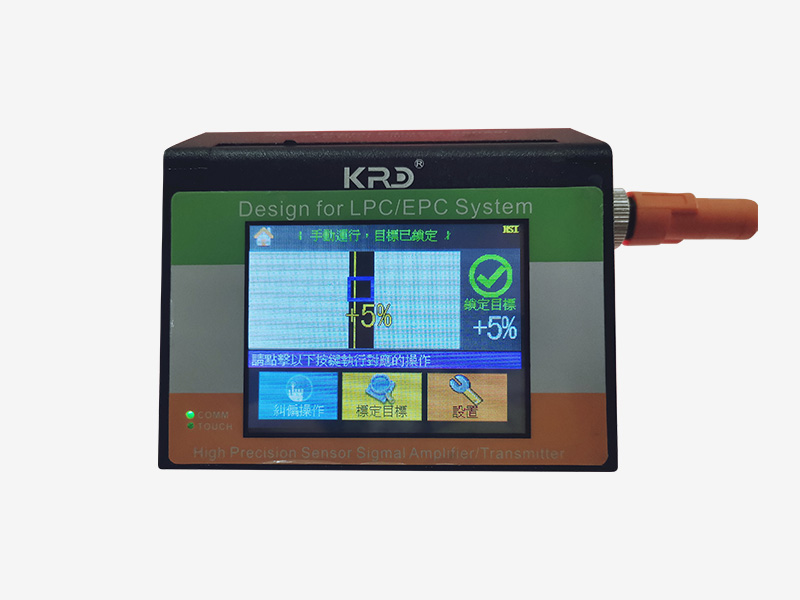 KRD®
Design for LPC/EPC System
手動運行，目標已鎖定
HSI
+5%
鎖定目標
+5%
請點擊以下按鍵執行對應的操作
糾偏操作
標定目標
設置
COMM
TOUCH
High Precision Sensor Sigmal Amplifier/Transmitter